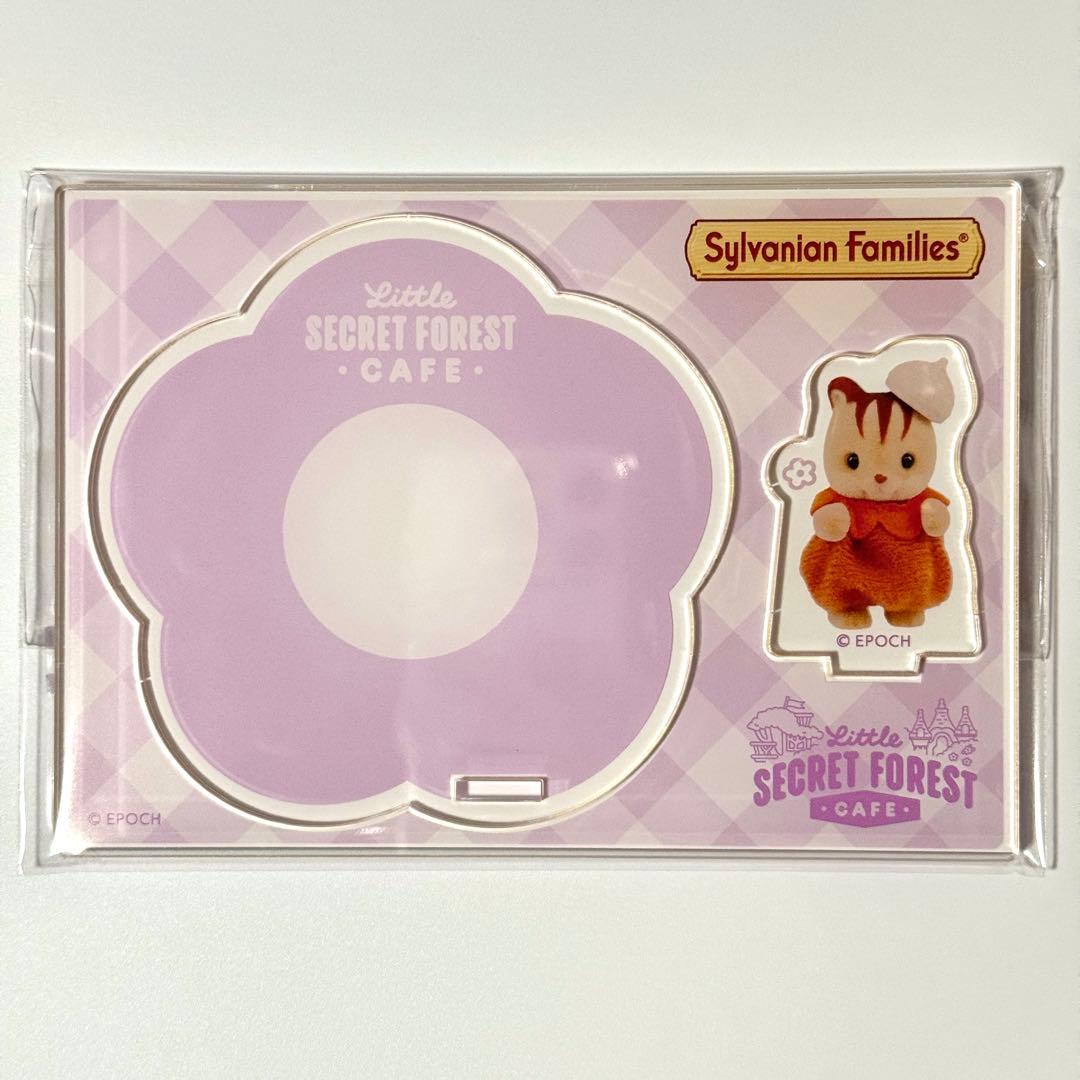 Sylvanian Families®
Little
SECRET FOREST
· CAFE ·
© EPOCH
Little
SECRET FOREST
· CAFE ·
© EPOCH